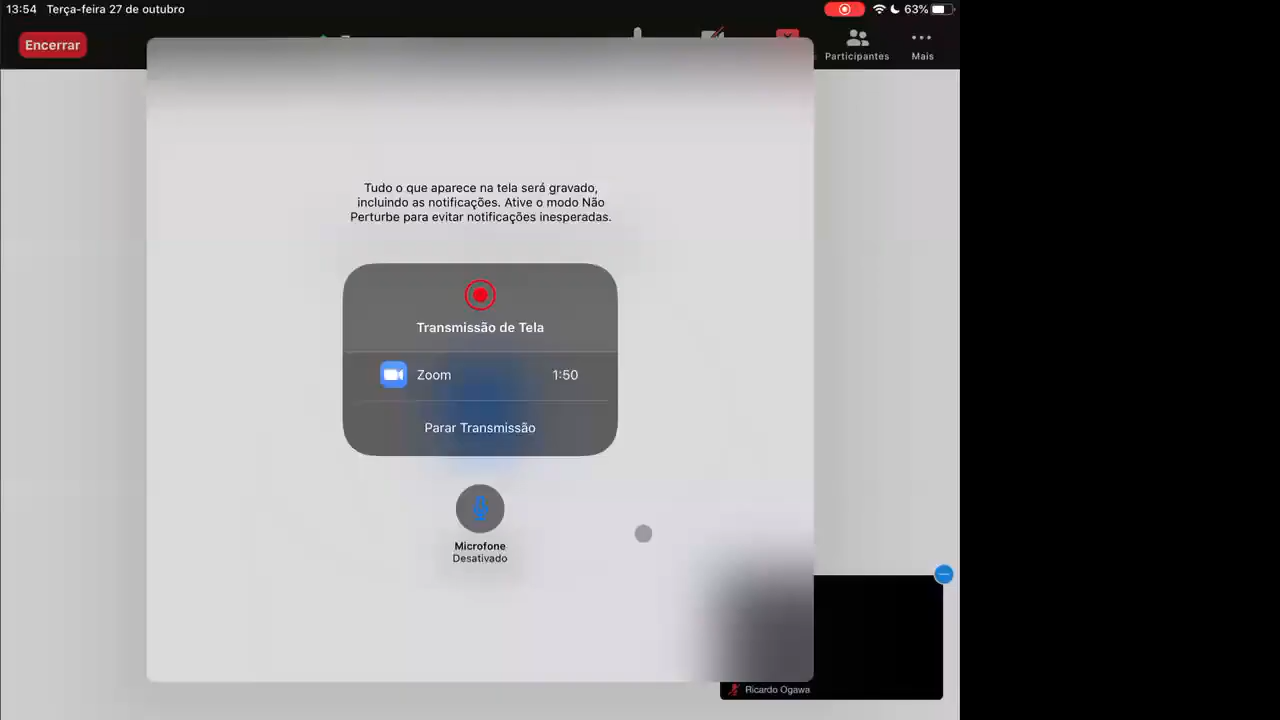 13:54 Terça-feira 27 de outubro
63%
Encerrar
Participantes
Mais
Tudo o que aparece na tela será gravado,
incluindo as notificações. Ative o modo Não
Perturbe para evitar notificações inesperadas.
Transmissão de Tela
Zoom 1:50
Parar Transmissão
Microfone
Desativado
Ricardo Ogawa